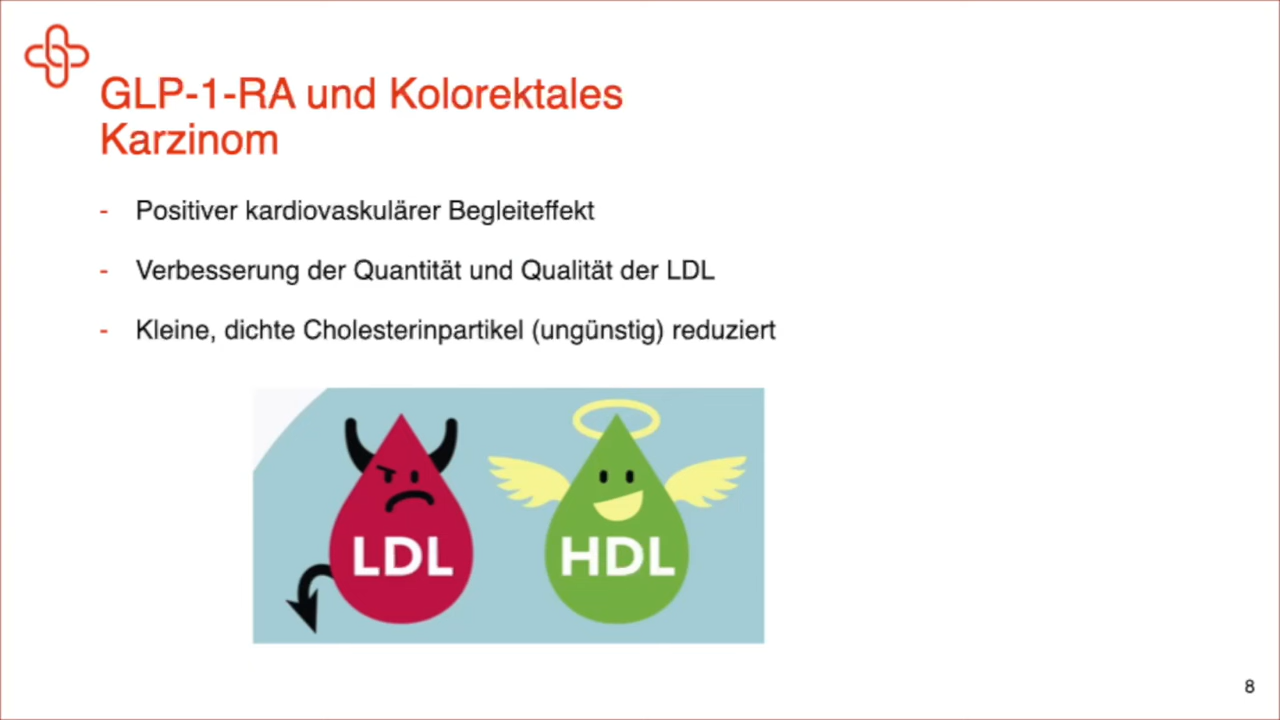 GLP-1-RA und Kolorektales
Karzinom
- Positiver kardiovaskulärer Begleiteffekt
- Verbesserung der Quantität und Qualität der LDL
- Kleine, dichte Cholesterinpartikel (ungünstig) reduziert
LDL
HDL
8